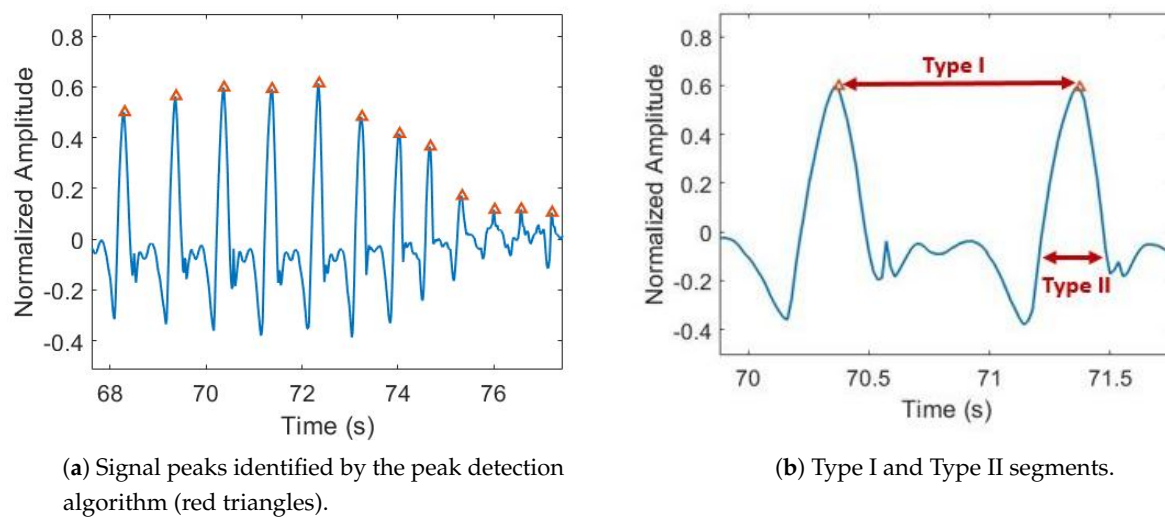 0.8
0.6
0.4
0.2
0
-0.2
-0.4
Normalized Amplitude
68 70 72 74 76
Time (s)
(a) Signal peaks identified by the peak detection
algorithm (red triangles).
0.8
0.6
0.4
0.2
0
-0.2
-0.4
Normalized Amplitude
Type I
Type II
70 70.5 71 71.5
Time (s)
(b) Type I and Type II segments.